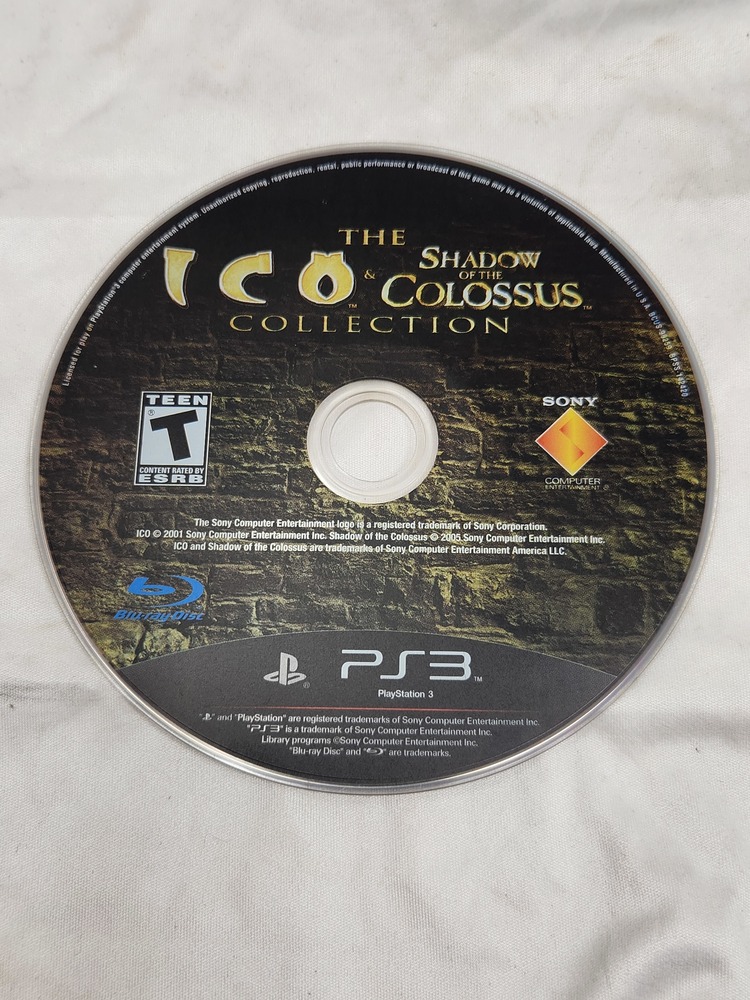 Licensed for play on PlayStation®3 computer entertainment system. Unauthorized copying, reproduction, rental, public performance or broadcast of this game may be a violation of applicable laws. Manufactured in U.S.A.
THE
ICO™ & SHADOW OF THE COLOSSUS™
COLLECTION
TEEN
T®
CONTENT RATED BY
ESRB
SONY
COMPUTER
ENTERTAINMENT®
The Sony Computer Entertainment logo is a registered trademark of Sony Corporation.
ICO © 2001 Sony Computer Entertainment Inc. Shadow of the Colossus © 2005 Sony Computer Entertainment Inc.
ICO and Shadow of the Colossus are trademarks of Sony Computer Entertainment America LLC.
Blu-ray Disc
PS3™
PlayStation 3
" " and "PlayStation" are registered trademarks of Sony Computer Entertainment Inc.
"PS3" is a trademark of Sony Computer Entertainment Inc.
Library programs ©Sony Computer Entertainment Inc.
"Blu-ray Disc" and " " are trademarks.